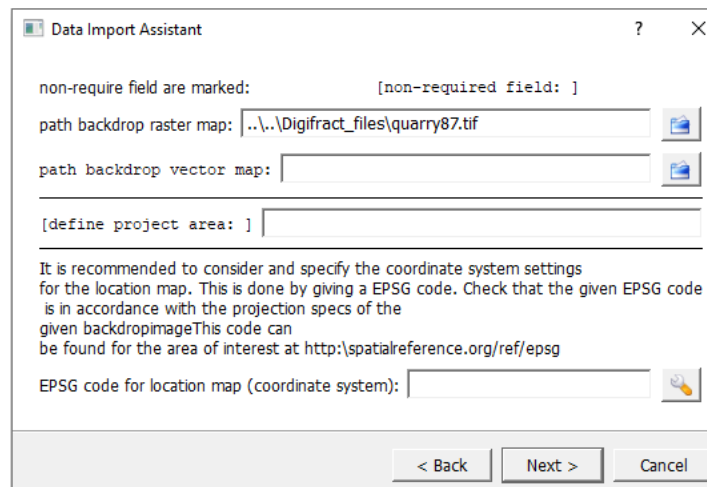 Data Import Assistant ? ×
non-require field are marked: [non-required field: ]
path backdrop raster map: ..\..\Digifract_files\quarry87.tif
path backdrop vector map:
[define project area: ]
It is recommended to consider and specify the coordinate system settings
for the location map. This is done by giving a EPSG code. Check that the given EPSG code
is in accordance with the projection specs of the
given backdropimageThis code can
be found for the area of interest at http:\spatialreference.org/ref/epsg
EPSG code for location map (coordinate system):
< Back Next > Cancel